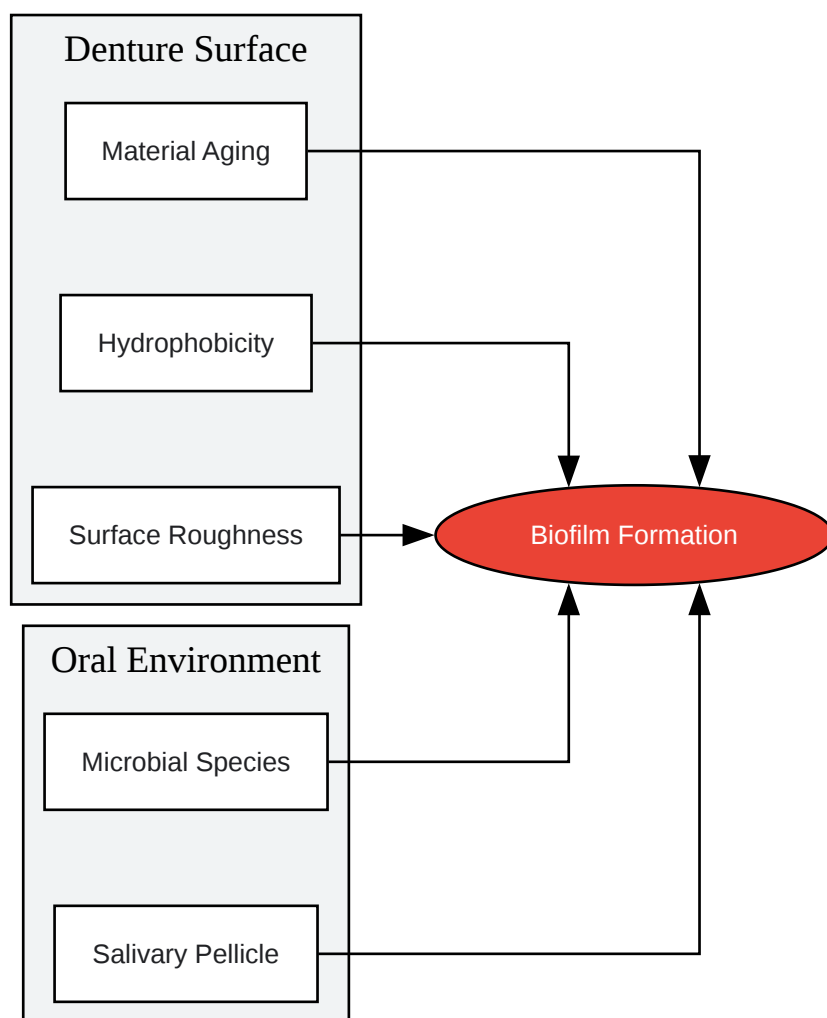 Denture Surface
Material Aging
Hydrophobicity
Surface Roughness
Biofilm Formation
Oral Environment
Microbial Species
Salivary Pellicle